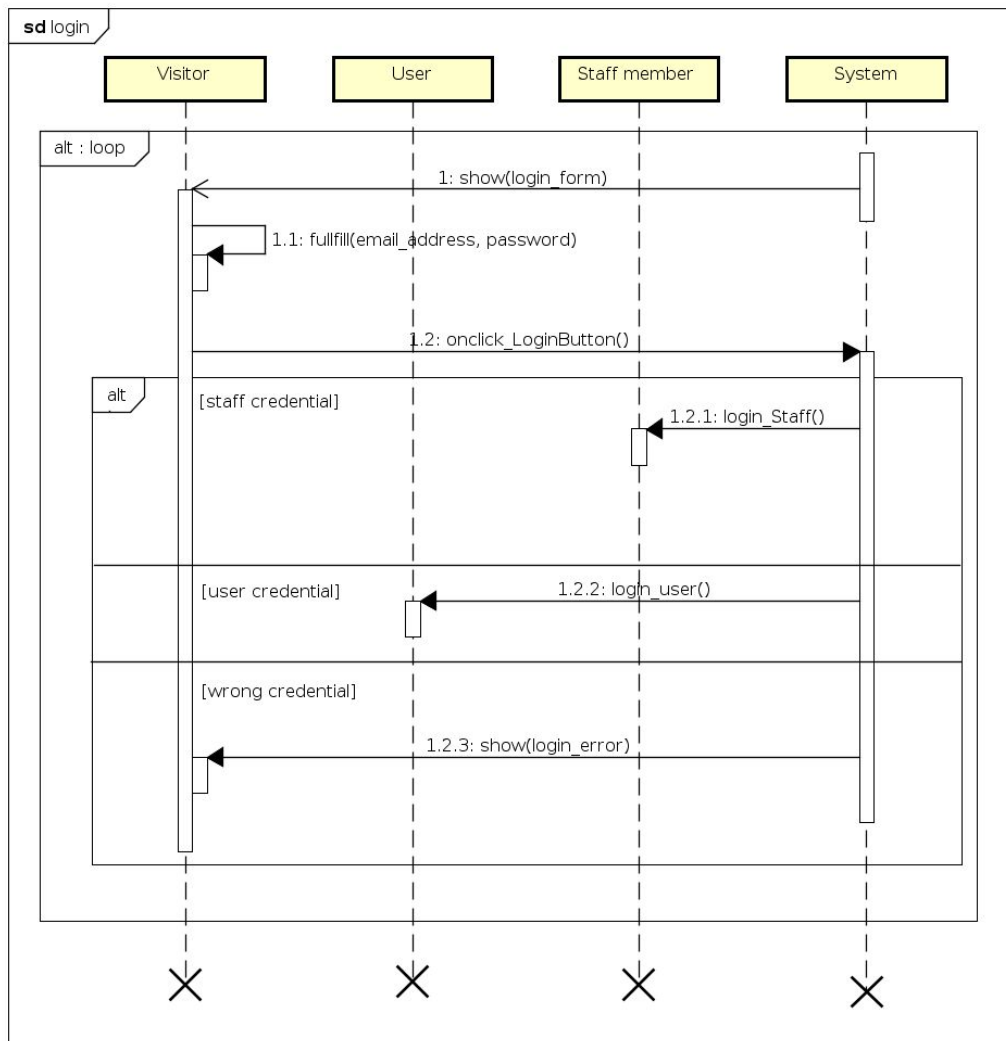 sd login
Visitor
User
Staff member
System
alt : loop
1: show(login_form)
1.1: fullfill(email_address, password)
1.2: onclick_LoginButton()
alt
[staff credential]
1.2.1: login_Staff()
[user credential]
1.2.2: login_user()
[wrong credential]
1.2.3: show(login_error)